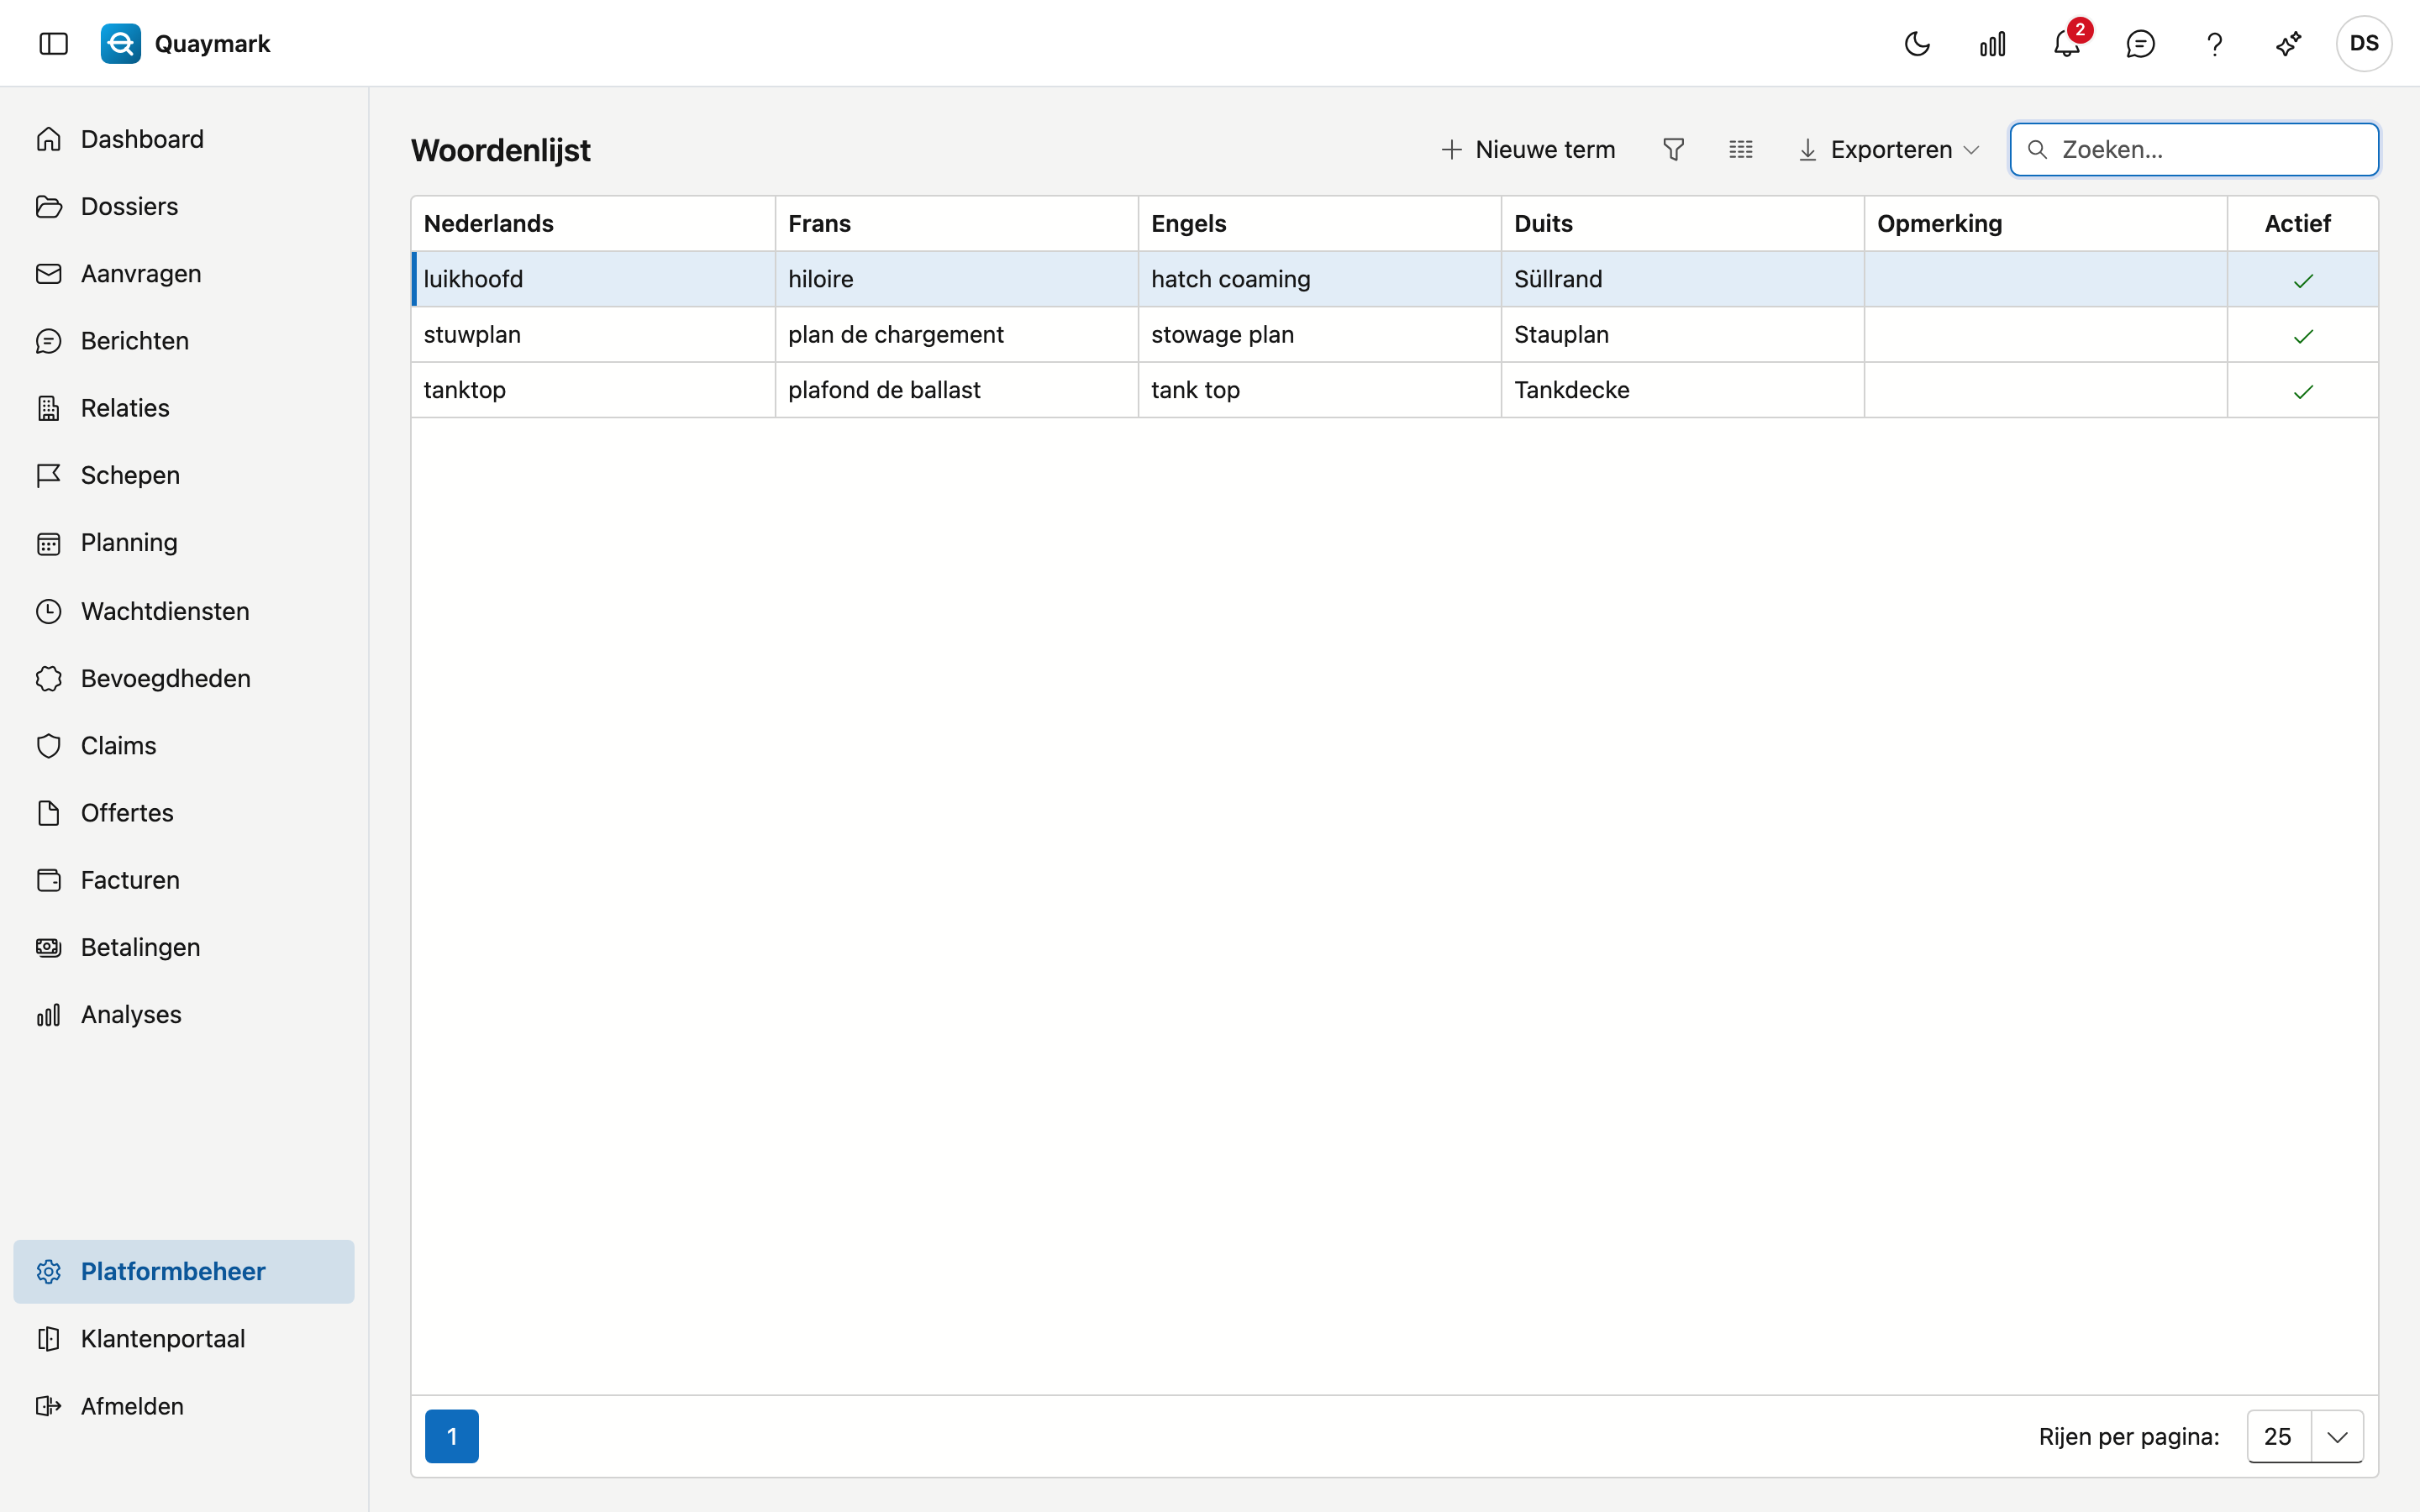 Quaymark
2
DS
Dashboard
Dossiers
Aanvragen
Berichten
Relaties
Schepen
Planning
Wachtdiensten
Bevoegdheden
Claims
Offertes
Facturen
Betalingen
Analyses
Platformbeheer
Klantenportaal
Afmelden
Woordenlijst
Nieuwe term
Exporteren
Zoeken...
Nederlands Frans Engels Duits Opmerking Actief
luikhoofd hiloire hatch coaming Süllrand
stuwplan plan de chargement stowage plan Stauplan
tanktop plafond de ballast tank top Tankdecke
1
Rijen per pagina: 25